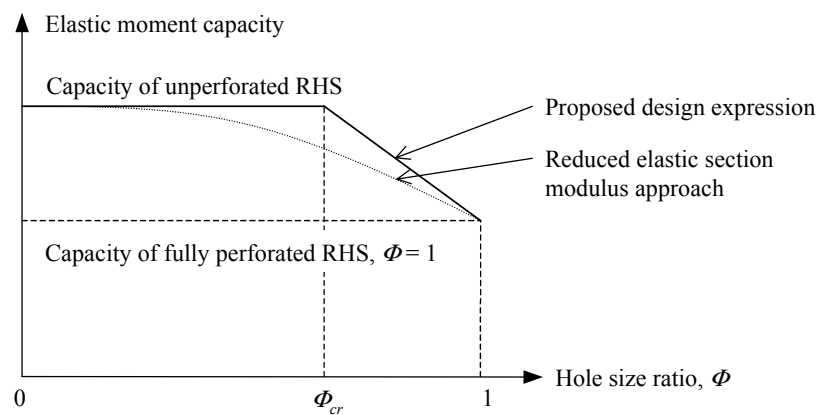 Elastic moment capacity
Capacity of unperforated RHS
Proposed design expression
Reduced elastic section
modulus approach
Capacity of fully perforated RHS, Φ = 1
Hole size ratio, Φ
0
Φcr
1